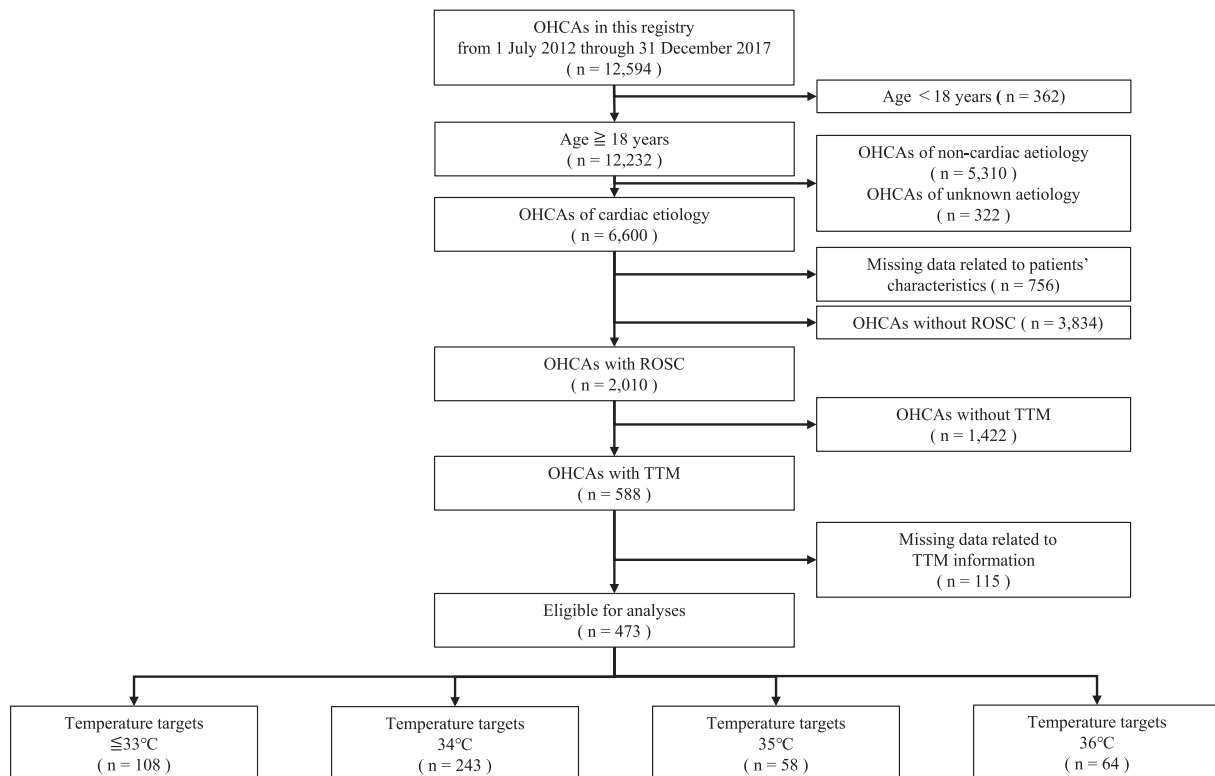 OHCAs in this registry
from 1 July 2012 through 31 December 2017
( n = 12,594 )
Age < 18 years ( n = 362)
Age ≧ 18 years
( n = 12,232 )
OHCAs of non-cardiac aetiology
( n = 5,310)
OHCAs of unknown aetiology
( n = 322 )
OHCAs of cardiac etiology
( n = 6,600 )
Missing data related to patients’
characteristics ( n = 756)
OHCAs without ROSC ( n = 3,834)
OHCAs with ROSC
( n = 2,010 )
OHCAs without TTM
( n = 1,422 )
OHCAs with TTM
( n = 588 )
Missing data related to
TTM information
( n = 115 )
Eligible for analyses
( n = 473 )
Temperature targets
≦33℃
( n = 108 )
Temperature targets
34℃
( n = 243 )
Temperature targets
35℃
( n = 58 )
Temperature targets
36℃
( n = 64 )